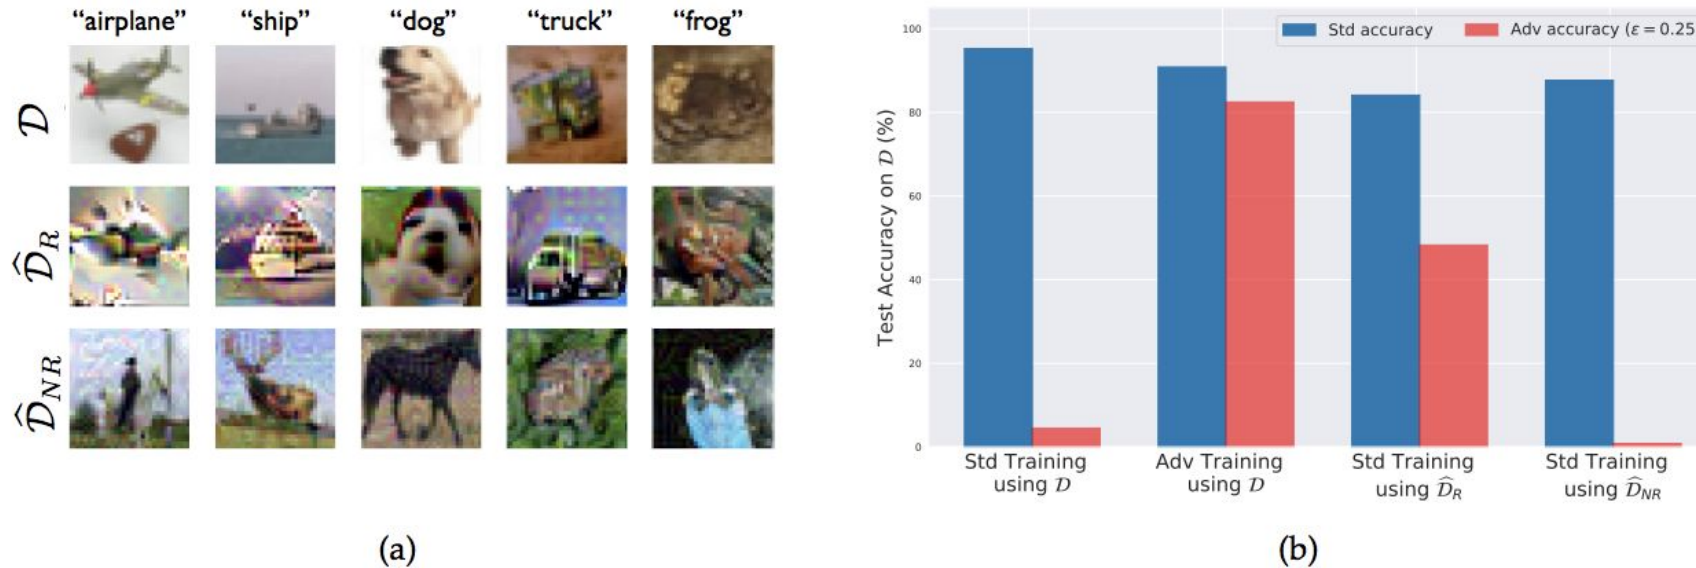 “airplane” “ship” “dog” “truck” “frog”
𝒟
𝒟̂_R
𝒟̂_NR
(a)
Std accuracy Adv accuracy (ε = 0.25
Test Accuracy on 𝒟 (%)
100
80
60
40
20
0
Std Training
using 𝒟
Adv Training
using 𝒟
Std Training
using 𝒟̂_R
Std Training
using 𝒟̂_NR
(b)